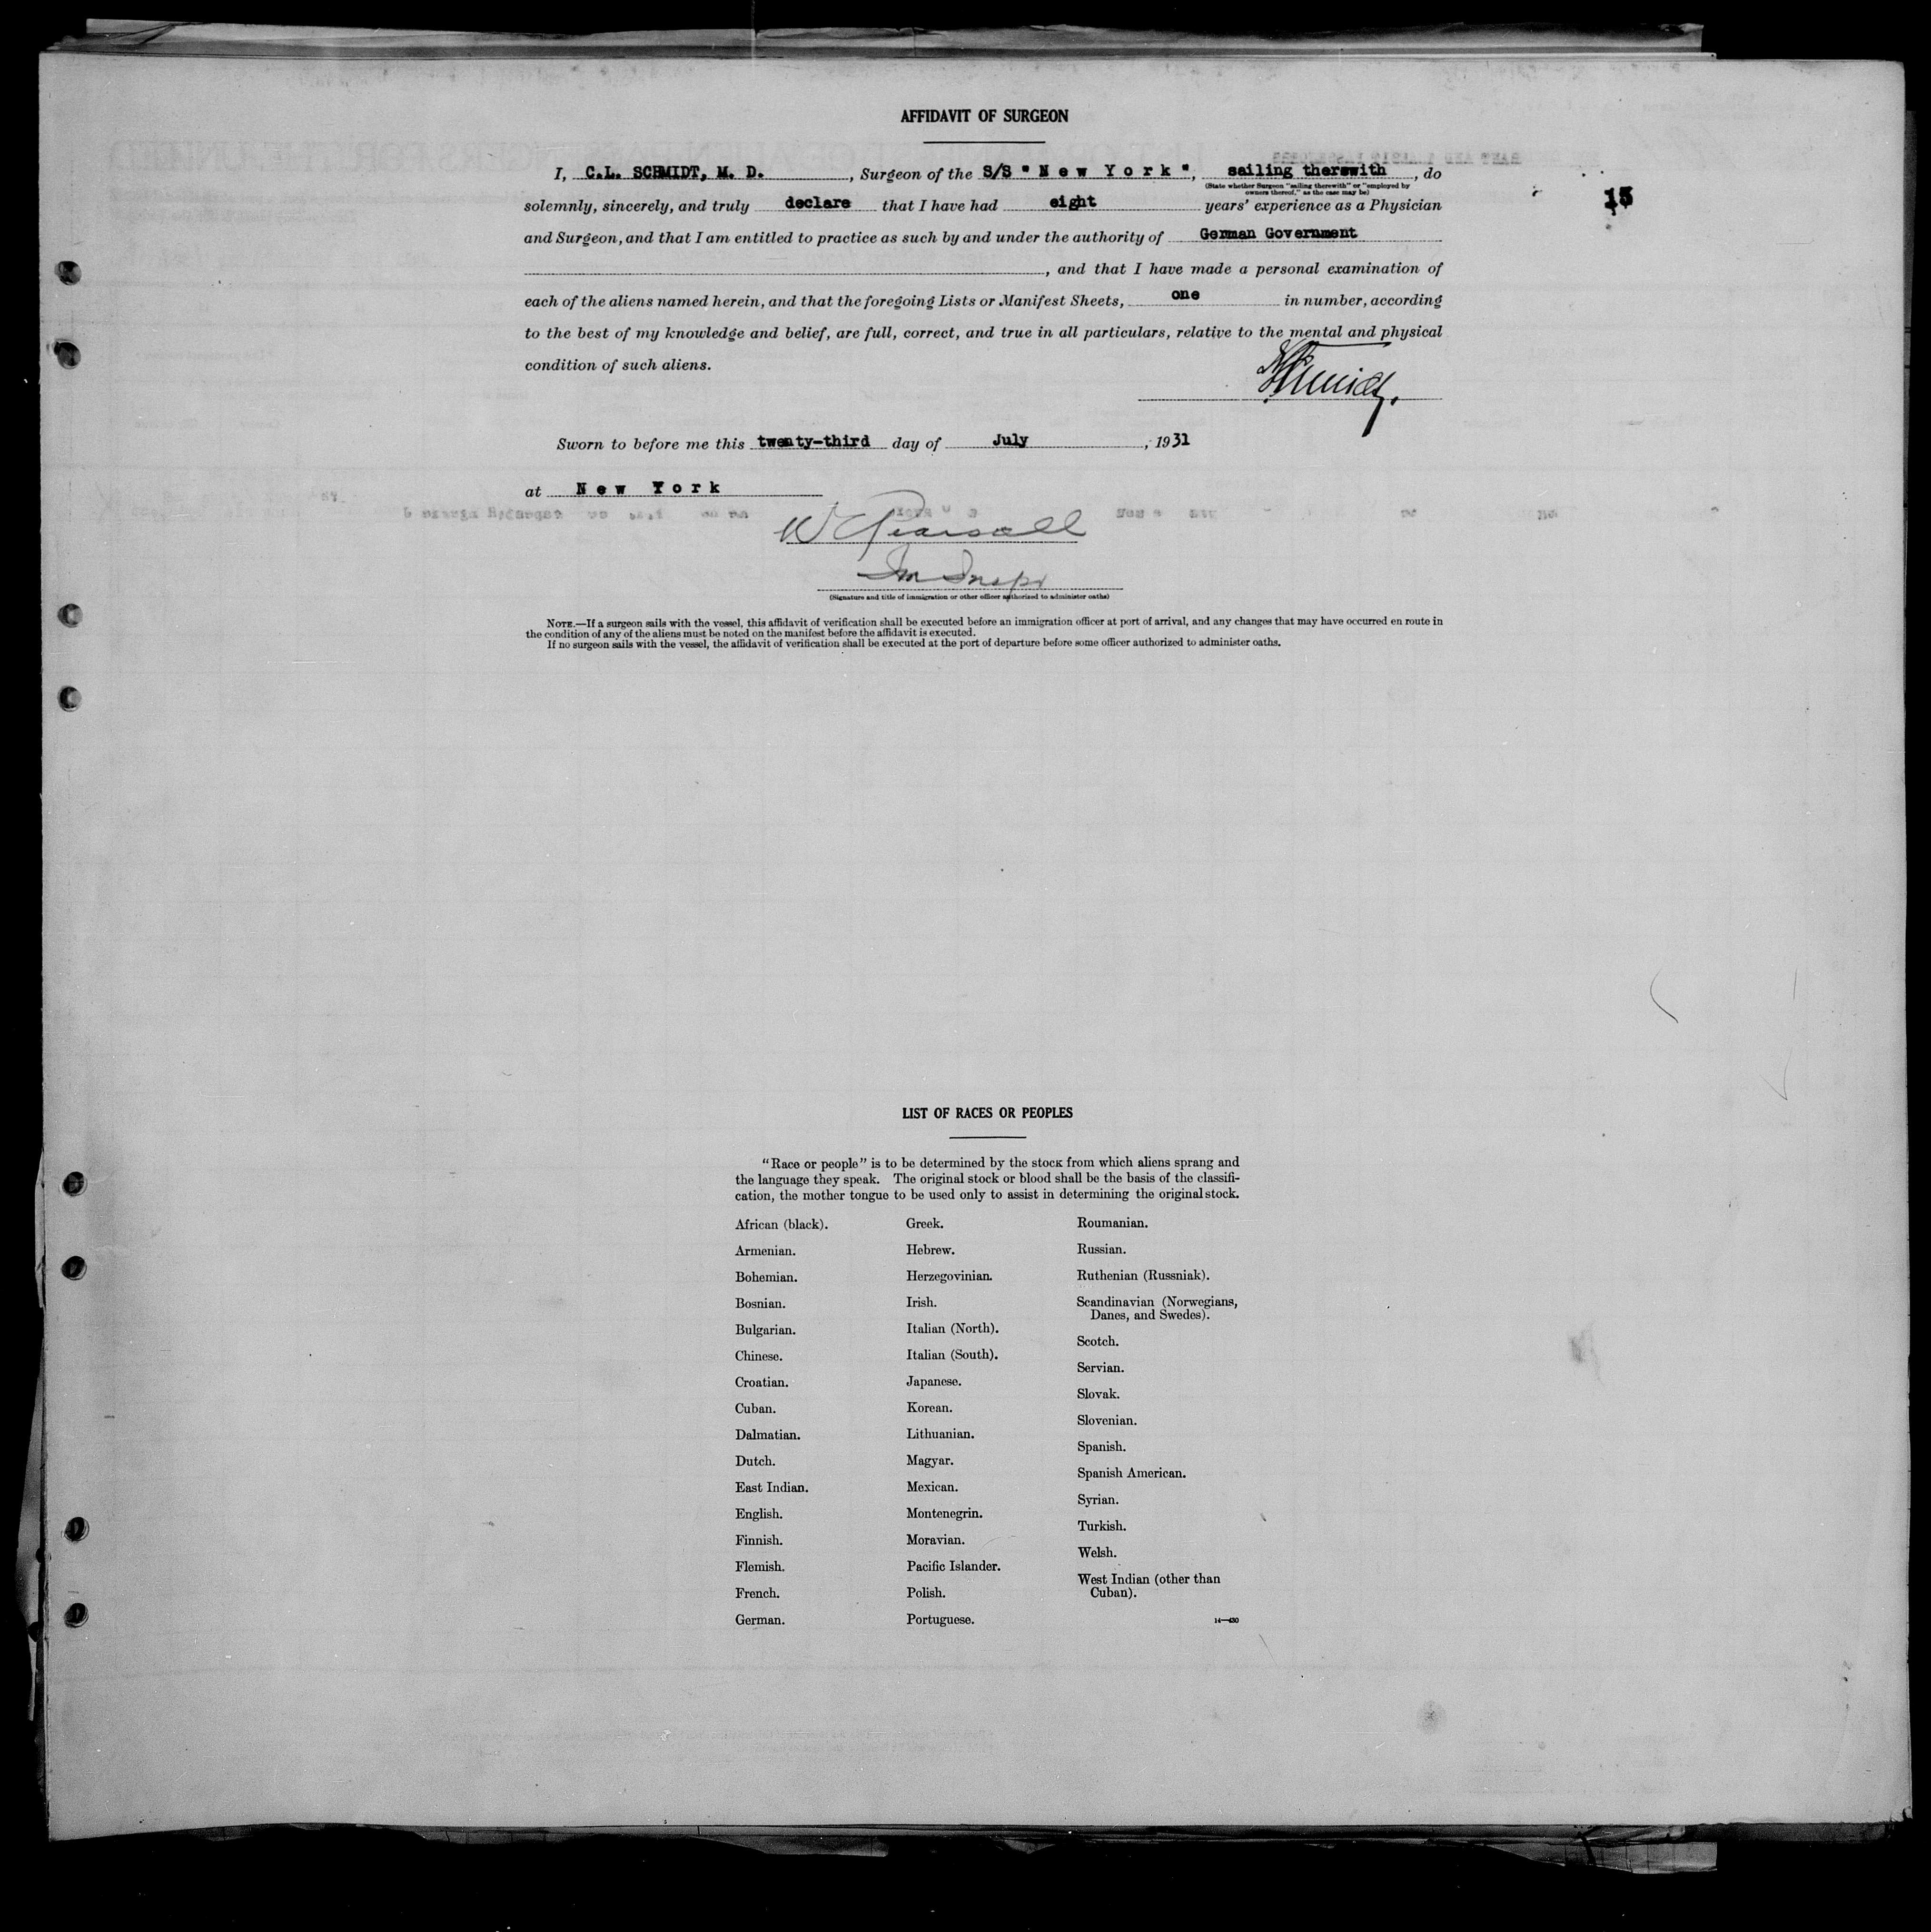 AFFIDAVIT OF SURGEON
I, C.L. SCHMIDT, M. D. , Surgeon of the S/S "New York", sailing therewith, do
(State whether Surgeon "sailing therewith" or "employed by
owners thereof," as the case may be)
15
solemnly, sincerely, and truly declare that I have had eight years' experience as a Physician
and Surgeon, and that I am entitled to practice as such by and under the authority of German Government
, and that I have made a personal examination of
each of the aliens named herein, and that the foregoing Lists or Manifest Sheets, one in number, according
to the best of my knowledge and belief, are full, correct, and true in all particulars, relative to the mental and physical
condition of such aliens.
Schmidt.
Sworn to before me this twenty-third day of July, 1931
at New York
W Pearsall
Im Inspr
(Signature and title of immigration or other officer authorized to administer oaths)
NOTE.—If a surgeon sails with the vessel, this affidavit of verification shall be executed before an immigration officer at port of arrival, and any changes that may have occurred en route in
the condition of any of the aliens must be noted on the manifest before the affidavit is executed.
If no surgeon sails with the vessel, the affidavit of verification shall be executed at the port of departure before some officer authorized to administer oaths.
LIST OF RACES OR PEOPLES
"Race or people" is to be determined by the stock from which aliens sprang and
the language they speak. The original stock or blood shall be the basis of the classifi-
cation, the mother tongue to be used only to assist in determining the original stock.
African (black).
Armenian.
Bohemian.
Bosnian.
Bulgarian.
Chinese.
Croatian.
Cuban.
Dalmatian.
Dutch.
East Indian.
English.
Finnish.
Flemish.
French.
German.
Greek.
Hebrew.
Herzegovinian.
Irish.
Italian (North).
Italian (South).
Japanese.
Korean.
Lithuanian.
Magyar.
Mexican.
Montenegrin.
Moravian.
Pacific Islander.
Polish.
Portuguese.
Roumanian.
Russian.
Ruthenian (Russniak).
Scandinavian (Norwegians,
Danes, and Swedes).
Scotch.
Servian.
Slovak.
Slovenian.
Spanish.
Spanish American.
Syrian.
Turkish.
Welsh.
West Indian (other than
Cuban).
14—430